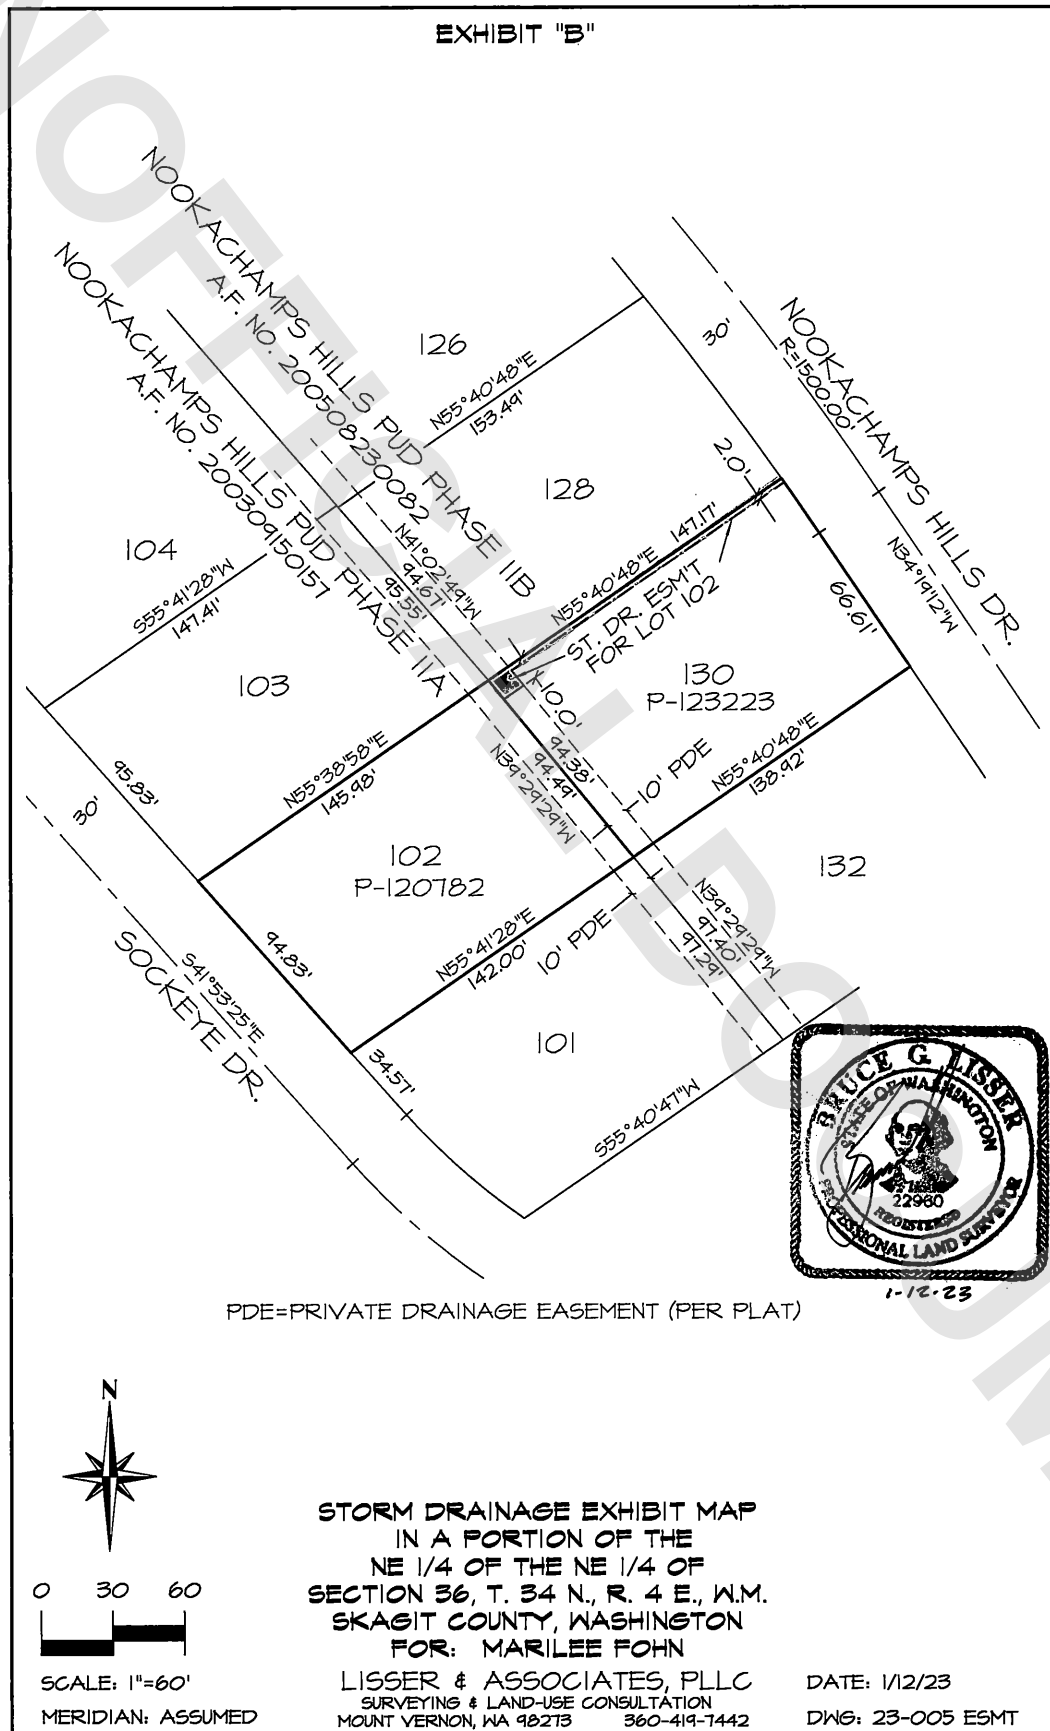 EXHIBIT "B"
NOOKACHAMPS HILLS PUD PHASE IIB
A.F. NO. 200508230082
NOOKACHAMPS HILLS PUD PHASE IIA
A.F. NO. 200309150157
126
N55°40'48"E
153.49'
30'
NOOKACHAMPS HILLS DR.
R=1500.00'
N34°19'12"W
128
2.0'
104
S55°41'28"W
147.41'
N41°02'49"W
94.67'
95.55'
N55°40'48"E 147.17'
ST. DR. ESM'T
FOR LOT 102
66.61'
103
130
P-123223
10.0'
94.38'
94.49'
N39°29'29"W
10' PDE
N55°40'48"E
138.92'
N55°38'58"E
145.98'
95.83'
30'
102
P-120782
132
N55°41'28"E
142.00'
10' PDE
N39°29'29"W
97.40'
97.29'
94.83'
S41°53'25"E
SOCKEYE DR.
34.57'
101
S55°40'47"W
BRUCE G. LISSER
STATE OF WASHINGTON
22960
REGISTERED
PROFESSIONAL LAND SURVEYOR
1-12-23
PDE=PRIVATE DRAINAGE EASEMENT (PER PLAT)
N
0 30 60
SCALE: 1"=60'
MERIDIAN: ASSUMED
STORM DRAINAGE EXHIBIT MAP
IN A PORTION OF THE
NE 1/4 OF THE NE 1/4 OF
SECTION 36, T. 34 N., R. 4 E., W.M.
SKAGIT COUNTY, WASHINGTON
FOR: MARILEE FOHN
LISSER & ASSOCIATES, PLLC
SURVEYING & LAND-USE CONSULTATION
MOUNT VERNON, WA 98273 360-419-7442
DATE: 1/12/23
DWG: 23-005 ESMT
NOFFICIAL DOCUM